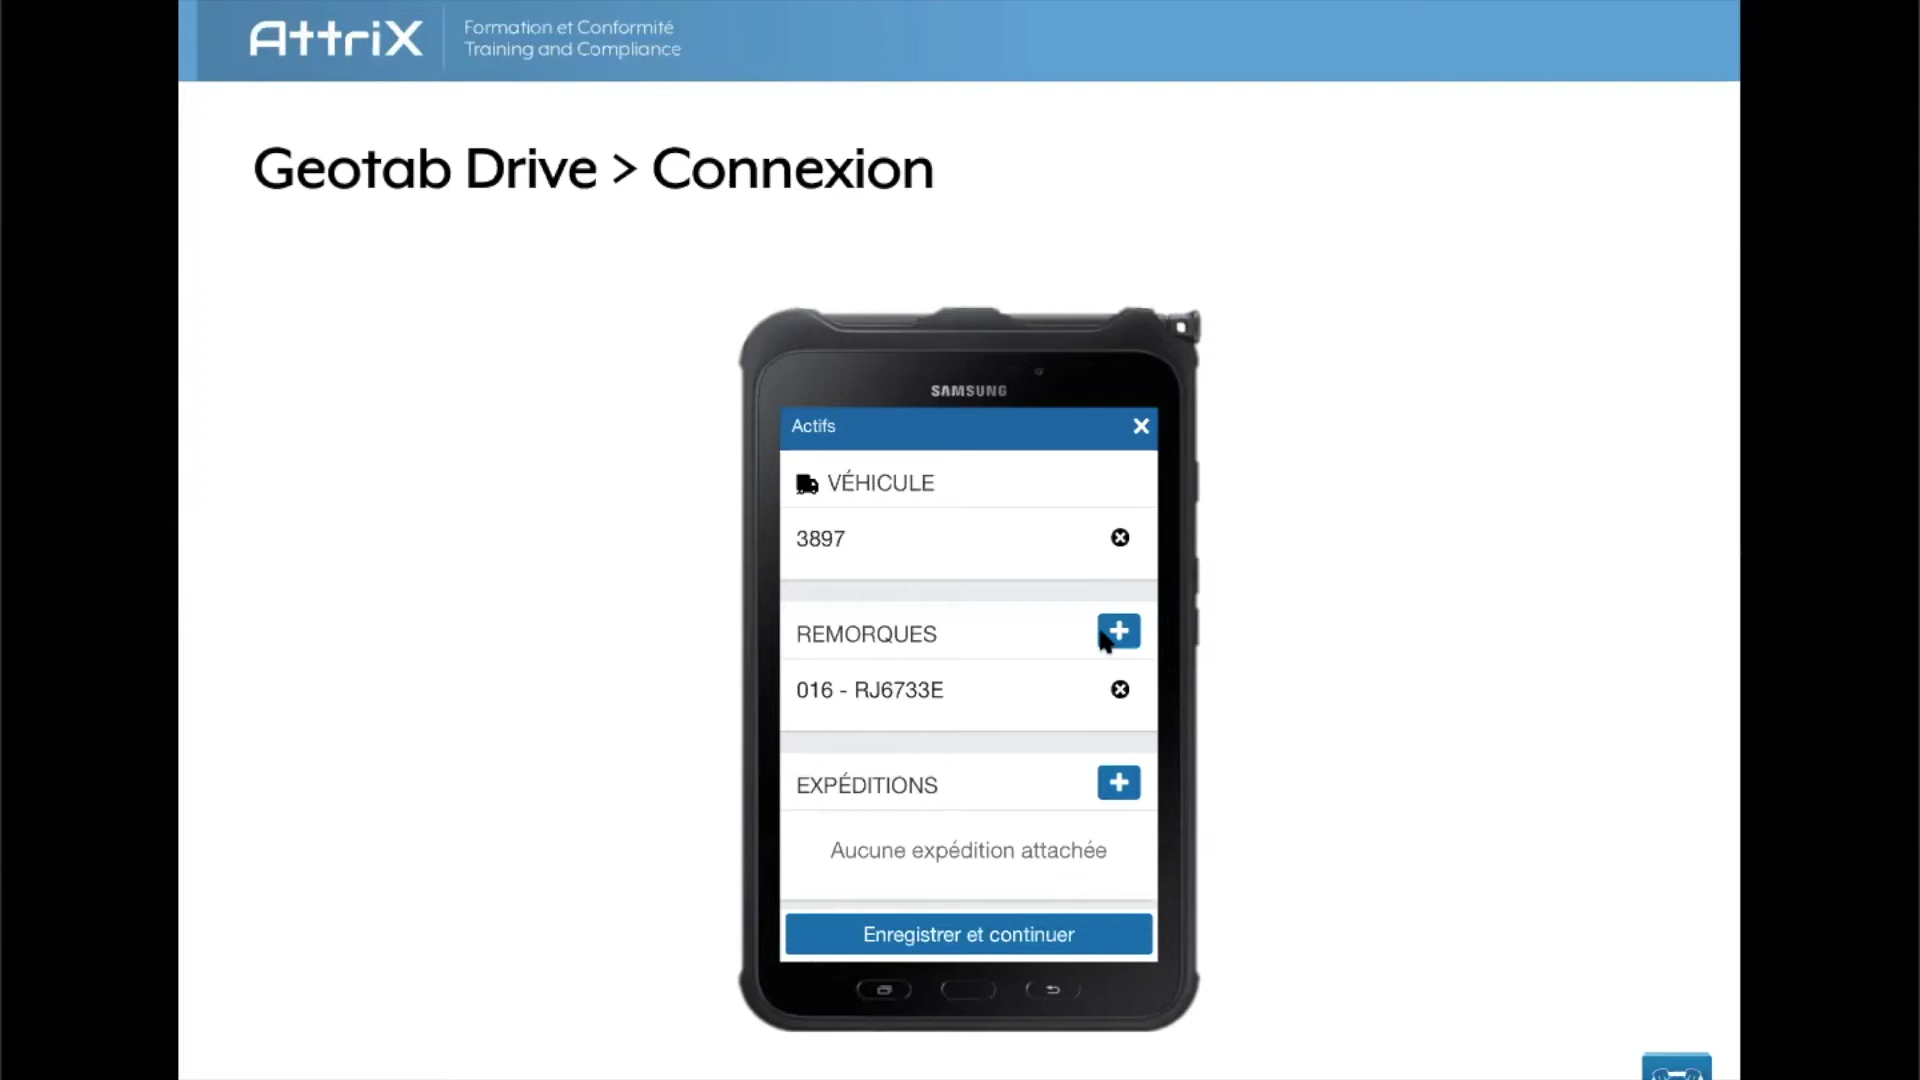 AttriX
Formation et Conformité
Training and Compliance
Geotab Drive > Connexion
SAMSUNG
Actifs
VÉHICULE
3897
REMORQUES
016 - RJ6733E
EXPÉDITIONS
Aucune expédition attachée
Enregistrer et continuer